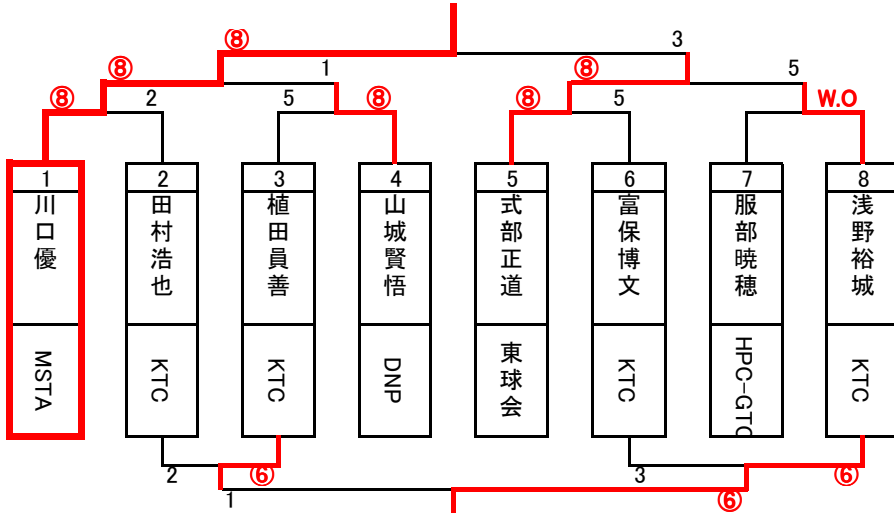 ⑧ 3
⑧ 1 ⑧ 5
⑧ 2 5 ⑧ ⑧ 5 W.O
1 2 3 4 5 6 7 8
川口優
田村浩也
植田員善
山城賢悟
式部正道
富保博文
服部暁穂
浅野裕城
MSTA
KTC
KTC
DNP
東球会
KTC
HPC-GTC
KTC
2 ⑥ 3 ⑥
1 ⑥